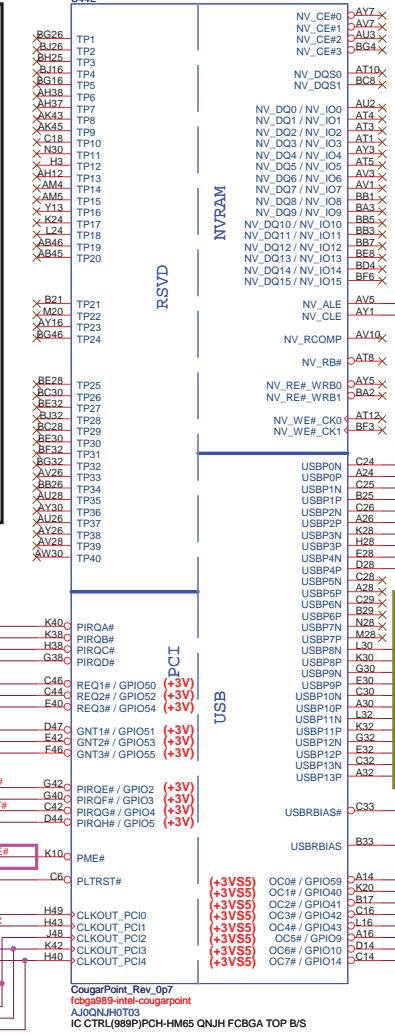 BG26 TP1
BJ26 TP2
BH25 TP3
BJ16 TP4
BG16 TP5
AH38 TP6
AH37 TP7
AK43 TP8
AK45 TP9
C18 TP10
N30 TP11
H3 TP12
AH12 TP13
AM4 TP14
AM5 TP15
Y13 TP16
K24 TP17
L24 TP18
AB46 TP19
AB45 TP20
B21 TP21
M20 TP22
AY16 TP23
BG46 TP24
BE28 TP25
BC30 TP26
BE32 TP27
BJ32 TP28
BC28 TP29
BE30 TP30
BF32 TP31
BG32 TP32
AV26 TP33
BB26 TP34
AU28 TP35
AY30 TP36
AU26 TP37
AY26 TP38
AV28 TP39
AW30 TP40
RSVD
NVRAM
NV_CE#0 AY7
NV_CE#1 AV7
NV_CE#2 AU3
NV_CE#3 BG4
NV_DQS0 AT10
NV_DQS1 BC8
NV_DQ0 / NV_IO0 AU2
NV_DQ1 / NV_IO1 AT4
NV_DQ2 / NV_IO2 AT3
NV_DQ3 / NV_IO3 AT1
NV_DQ4 / NV_IO4 AY3
NV_DQ5 / NV_IO5 AT5
NV_DQ6 / NV_IO6 AV3
NV_DQ7 / NV_IO7 AV1
NV_DQ8 / NV_IO8 BB1
NV_DQ9 / NV_IO9 BA3
NV_DQ10 / NV_IO10 BB5
NV_DQ11 / NV_IO11 BB3
NV_DQ12 / NV_IO12 BB7
NV_DQ13 / NV_IO13 BE8
NV_DQ14 / NV_IO14 BD4
NV_DQ15 / NV_IO15 BF6
NV_ALE AV5
NV_CLE AY1
NV_RCOMP AV10
NV_RB# AT8
NV_RE#_WRB0 AY5
NV_RE#_WRB1 BA2
NV_WE#_CK0 AT12
NV_WE#_CK1 BF3
USBP0N C24
USBP0P A24
USBP1N C25
USBP1P B25
USBP2N C26
USBP2P A26
USBP3N K28
USBP3P H28
USBP4N E28
USBP4P D28
USBP5N C28
USBP5P A28
USBP6N C29
USBP6P B29
USBP7N N28
USBP7P M28
USBP8N L30
USBP8P K30
USBP9N G30
USBP9P E30
USBP10N C30
USBP10P A30
USBP11N L32
USBP11P K32
USBP12N G32
USBP12P E32
USBP13N C32
USBP13P A32
USBRBIAS# C33
USBRBIAS B33
PCI
USB
K40 PIRQA#
K38 PIRQB#
H38 PIRQC#
G38 PIRQD#
C46 REQ1# / GPIO50 (+3V)
C44 REQ2# / GPIO52 (+3V)
E40 REQ3# / GPIO54 (+3V)
D47 GNT1# / GPIO51 (+3V)
E42 GNT2# / GPIO53 (+3V)
F46 GNT3# / GPIO55 (+3V)
G42 PIRQE# / GPIO2 (+3V)
G40 PIRQF# / GPIO3 (+3V)
C42 PIRQG# / GPIO4 (+3V)
D44 PIRQH# / GPIO5 (+3V)
K10 PME#
C6 PLTRST#
H49 CLKOUT_PCI0
H43 CLKOUT_PCI1
J48 CLKOUT_PCI2
K42 CLKOUT_PCI3
H40 CLKOUT_PCI4
(+3VS5) OC0# / GPIO59 A14
(+3VS5) OC1# / GPIO40 K20
(+3VS5) OC2# / GPIO41 B17
(+3VS5) OC3# / GPIO42 C16
(+3VS5) OC4# / GPIO43 L16
(+3VS5) OC5# / GPIO9 A16
(+3VS5) OC6# / GPIO10 D14
(+3VS5) OC7# / GPIO14 C14
CougarPoint_Rev_0p7
fcbga989-intel-cougarpoint
AJ0QNJH0T03
IC CTRL(989P)PCH-HM65 QNJH FCBGA TOP B/S